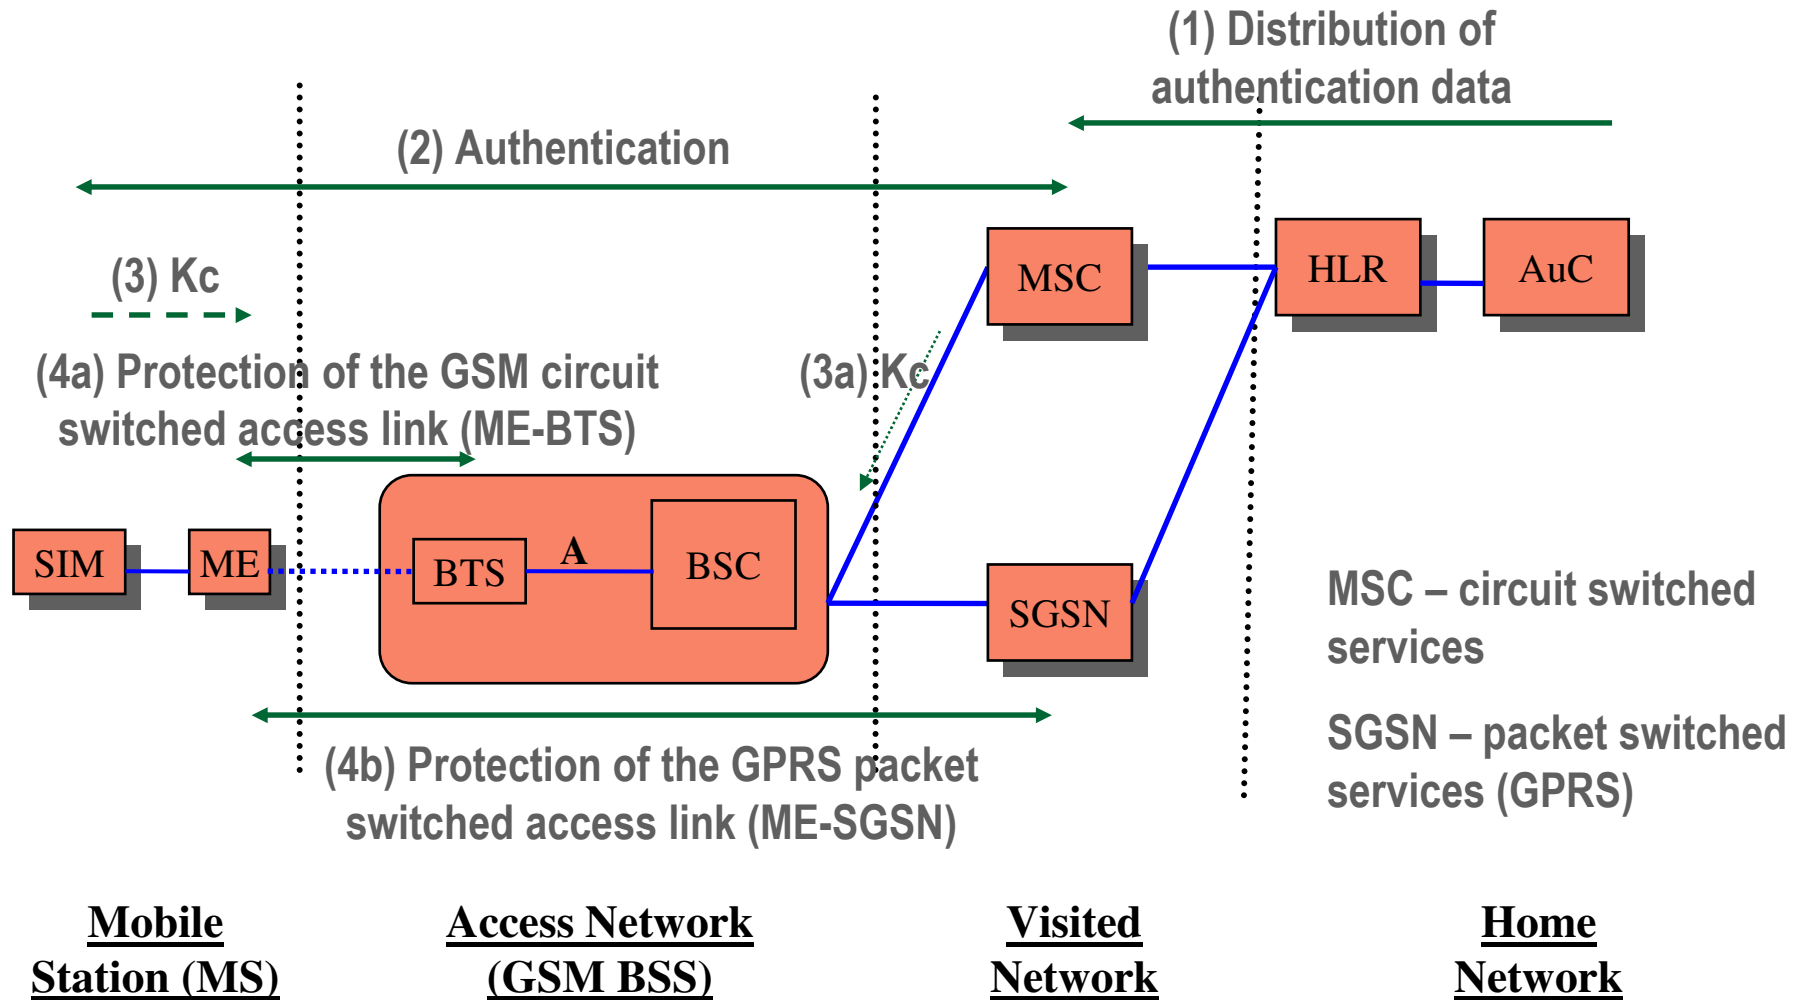 (1) Distribution of
authentication data
(2) Authentication
(3) Kc
MSC
HLR
AuC
(4a) Protection of the GSM circuit
switched access link (ME-BTS)
(3a) Kc
SIM
ME
BTS
A
BSC
SGSN
MSC – circuit switched
services
SGSN – packet switched
services (GPRS)
(4b) Protection of the GPRS packet
switched access link (ME-SGSN)
Mobile
Station (MS)
Access Network
(GSM BSS)
Visited
Network
Home
Network